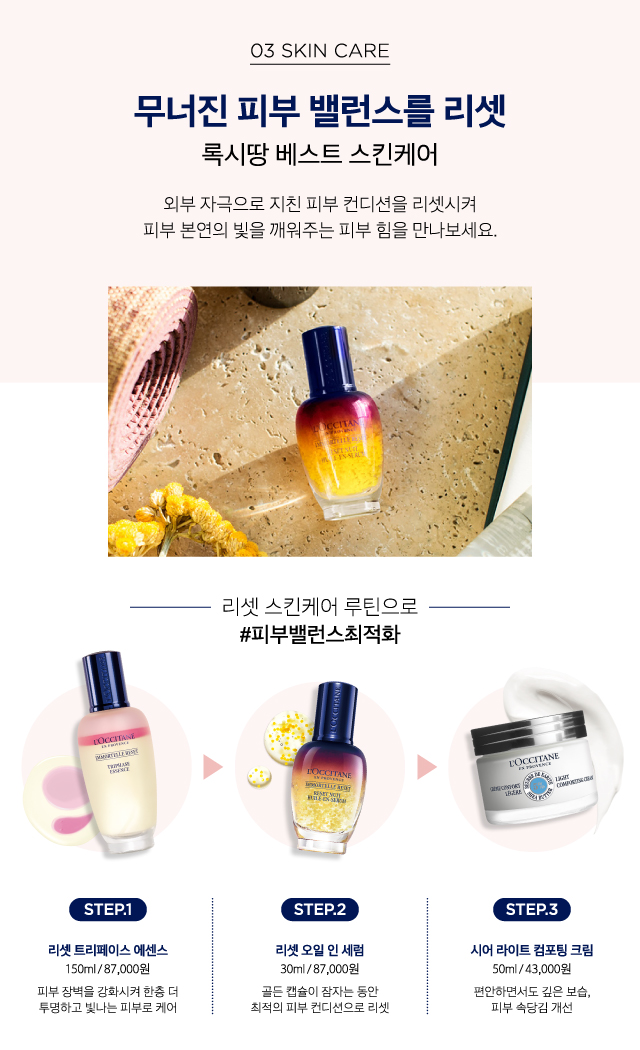 03 SKIN CARE
무너진 피부 밸런스를 리셋
록시땅 베스트 스킨케어
외부 자극으로 지친 피부 컨디션을 리셋시켜
피부 본연의 빛을 깨워주는 피부 힘을 만나보세요.
L'OCCITANE
EN PROVENCE
리셋 스킨케어 루틴으로
#피부밸런스최적화
L'OCCITANE
EN PROVENCE
IMMORTELLE RESET
TRIPHASE
ESSENCE
L'OCCITANE
EN PROVENCE
IMMORTELLE RESET
RESET NUIT
HUILE-EN-SÉRUM
L'OCCITANE
EN PROVENCE
CRÈME CONFORT
LÉGÈRE
LIGHT
COMFORTING CREAM
STEP.1
리셋 트리페이스 에센스
150ml / 87,000원
피부 장벽을 강화시켜 한층 더
투명하고 빛나는 피부로 케어
STEP.2
리셋 오일 인 세럼
30ml / 87,000원
골든 캡슐이 잠자는 동안
최적의 피부 컨디션으로 리셋
STEP.3
시어 라이트 컴포팅 크림
50ml / 43,000원
편안하면서도 깊은 보습,
피부 속당김 개선